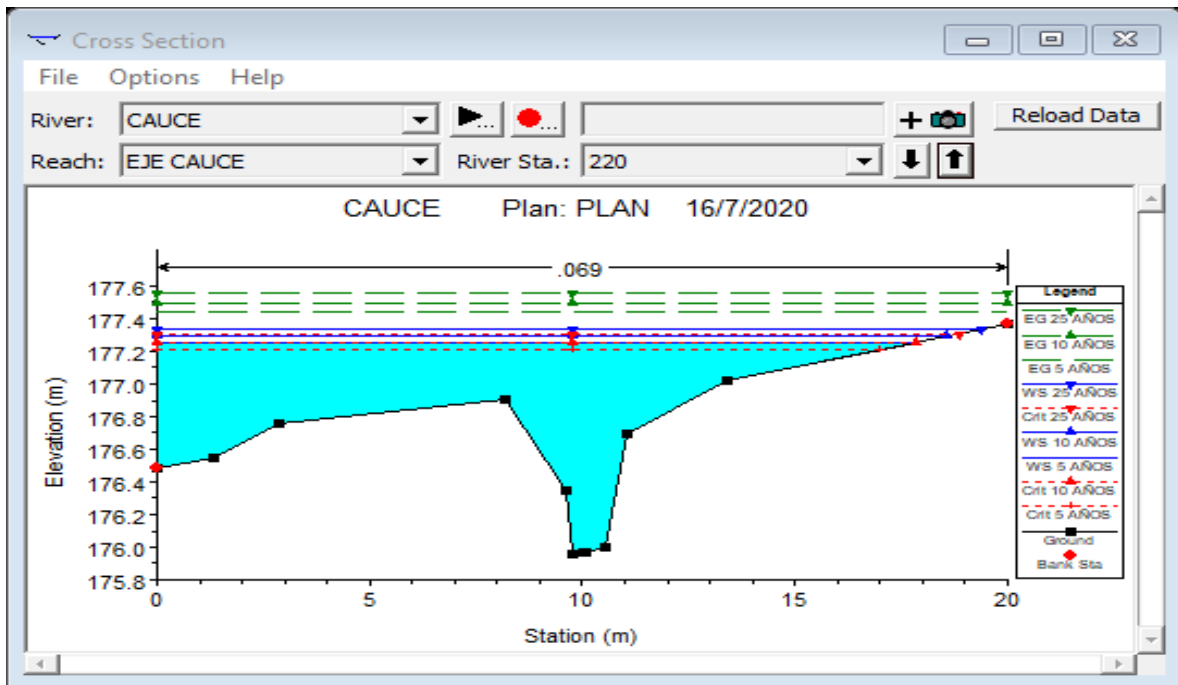 Cross Section
File Options Help
River: CAUCE ... ... + Reload Data
Reach: EJE CAUCE River Sta.: 220
CAUCE Plan: PLAN 16/7/2020
.069
177.6
177.4
177.2
177.0
176.8
176.6
176.4
176.2
176.0
175.8
Elevation (m)
0 5 10 15 20
Station (m)
Legend
EG 25 AÑOS
EG 10 AÑOS
EG 5 AÑOS
WS 25 AÑOS
Crit 25 AÑOS
WS 10 AÑOS
WS 5 AÑOS
Crit 10 AÑOS
Crit 5 AÑOS
Ground
Bank Sta